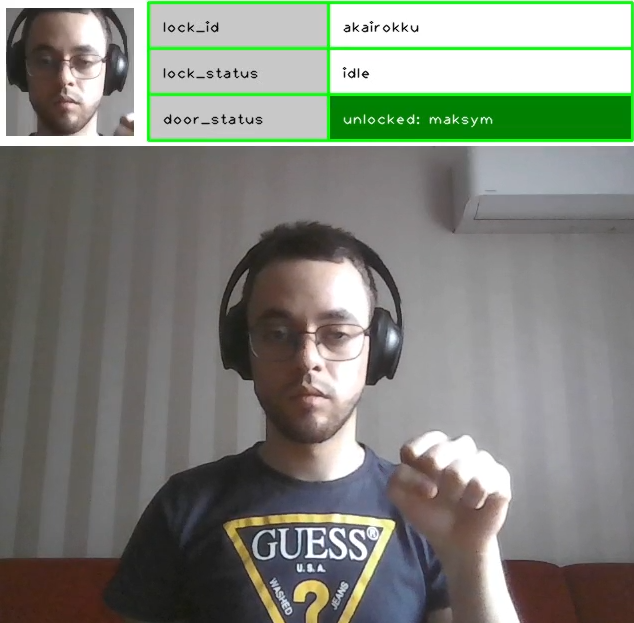 lock_id akairokku
lock_status idle
door_status unlocked: maksym
GUESS®
U.S.A.
WASHED JEANS
?